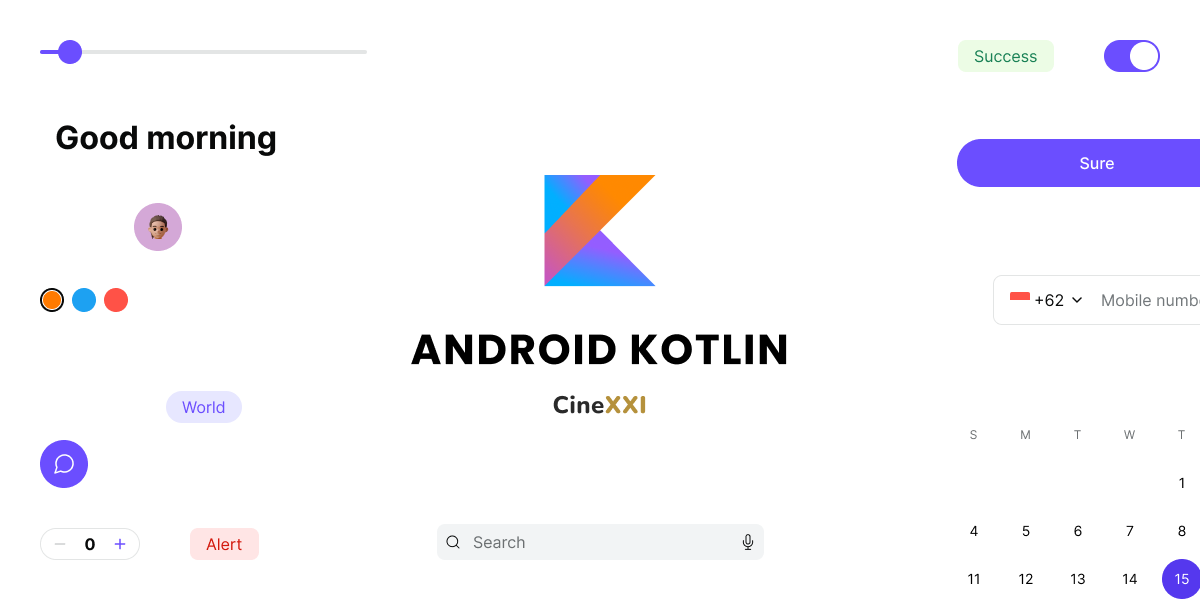 Success
Good morning
Sure
+62 Mobile numb
ANDROID KOTLIN
CineXXI
World
S M T W T
1
4 5 6 7 8
0
Alert
Search
11 12 13 14 15